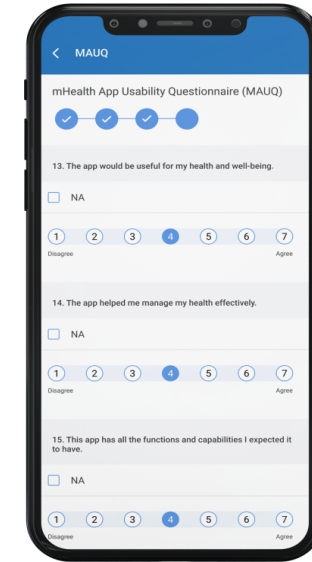 MAUQ
mHealth App Usability Questionnaire (MAUQ)
13. The app would be useful for my health and well-being.
NA
1 2 3 4 5 6 7
Disagree Agree
14. The app helped me manage my health effectively.
NA
1 2 3 4 5 6 7
Disagree Agree
15. This app has all the functions and capabilities I expected it
to have.
NA
1 2 3 4 5 6 7
Disagree Agree